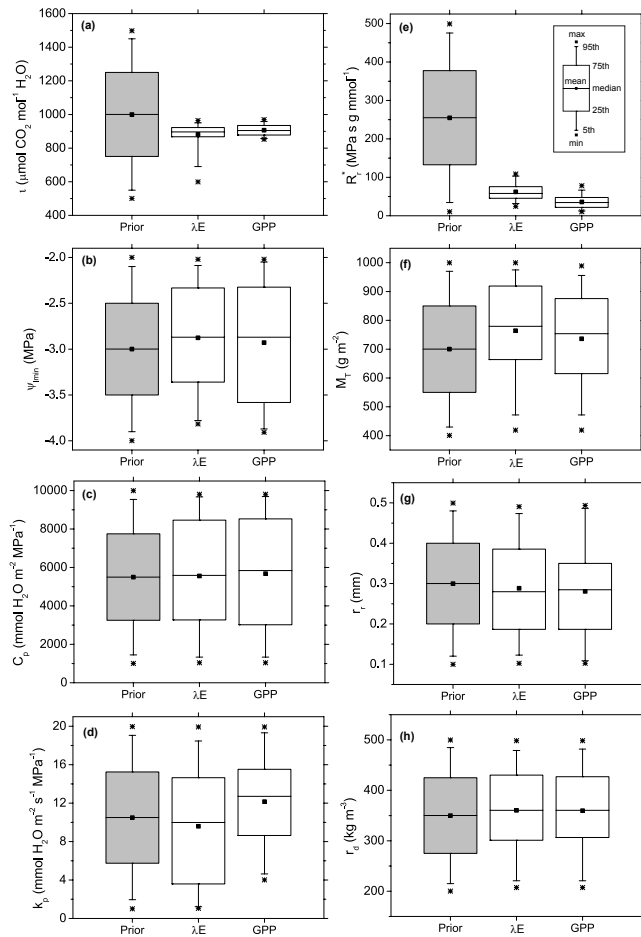 (a)
ι (μmol CO2 mol-1 H2O)
1600
1400
1200
1000
800
600
400
Prior
λE
GPP
(e)
R*r (MPa s g mmol-1)
500
400
300
200
100
0
Prior
λE
GPP
max
95th
75th
mean
median
25th
5th
min
(b)
ψlmin (MPa)
-2.0
-2.5
-3.0
-3.5
-4.0
Prior
λE
GPP
(f)
MT (g m-2)
1000
900
800
700
600
500
400
Prior
λE
GPP
(c)
Cp (mmol H2O m-2 MPa-1)
10000
8000
6000
4000
2000
0
Prior
λE
GPP
(g)
rr (mm)
0.5
0.4
0.3
0.2
0.1
Prior
λE
GPP
(d)
kp (mmol H2O m-2 s-1 MPa-1)
20
16
12
8
4
0
Prior
λE
GPP
(h)
rd (kg m-3)
500
400
300
200
Prior
λE
GPP